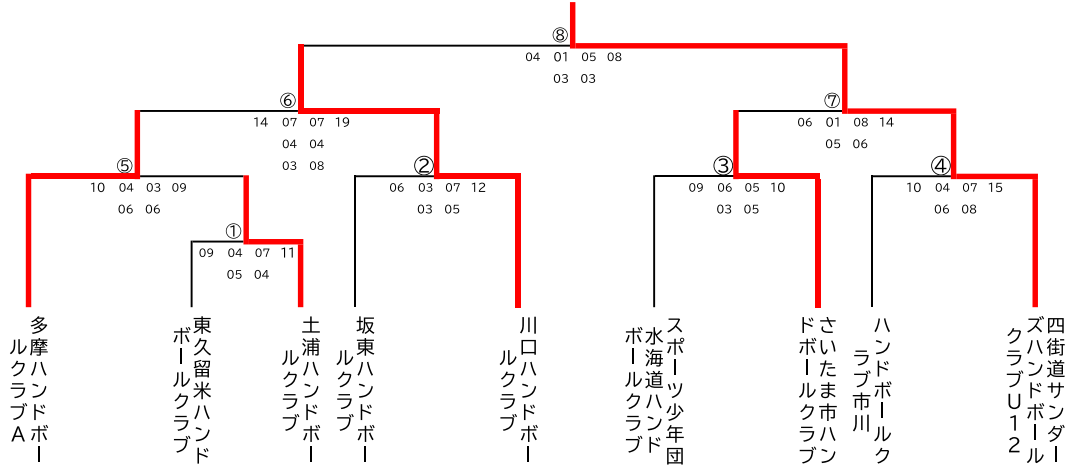 ⑧
04 01 05 08
03 03
⑥
14 07 07 19
04 04
03 08
⑦
06 01 08 14
05 06
⑤
10 04 03 09
06 06
②
06 03 07 12
03 05
③
09 06 05 10
03 05
④
10 04 07 15
06 08
①
09 04 07 11
05 04
多摩ハンドボー
ルクラブA
東久留米ハンド
ボールクラブ
土浦ハンドボー
ルクラブ
坂東ハンドボー
ルクラブ
川口ハンドボー
ルクラブ
スポーツ少年団
水海道ハンド
ボールクラブ
さいたま市ハン
ドボールクラブ
ハンドボールク
ラブ市川
四街道サンダー
ズハンドボール
クラブU12